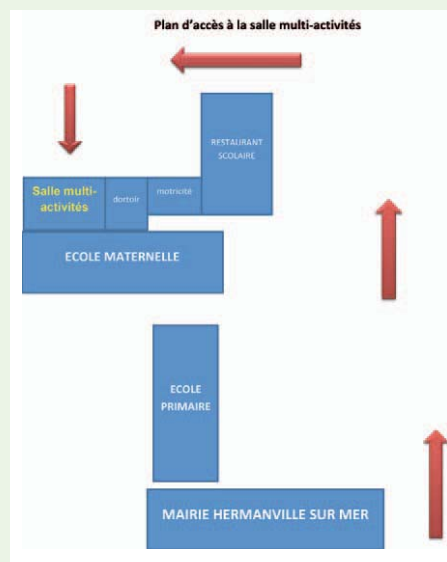 Plan d'accès à la salle multi-activités
RESTAURANT
SCOLAIRE
Salle multi-
activités
dortoir
motricité
ECOLE MATERNELLE
ECOLE
PRIMAIRE
MAIRIE HERMANVILLE SUR MER